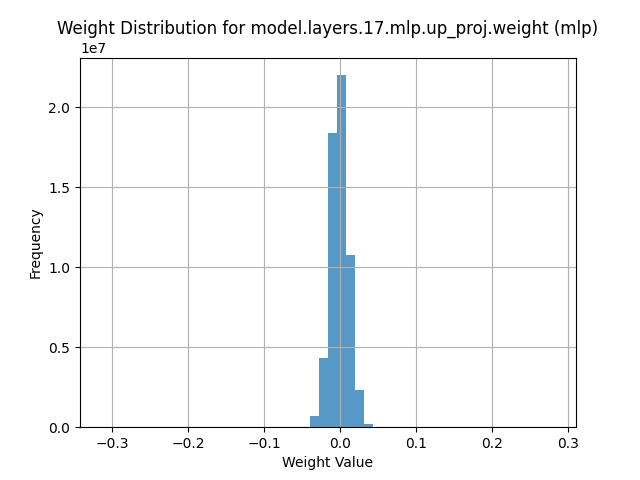 Weight Distribution for model.layers.17.mlp.up_proj.weight (mlp)
1e7
2.0
1.5
1.0
0.5
0.0
Frequency
−0.3 −0.2 −0.1 0.0 0.1 0.2 0.3
Weight Value